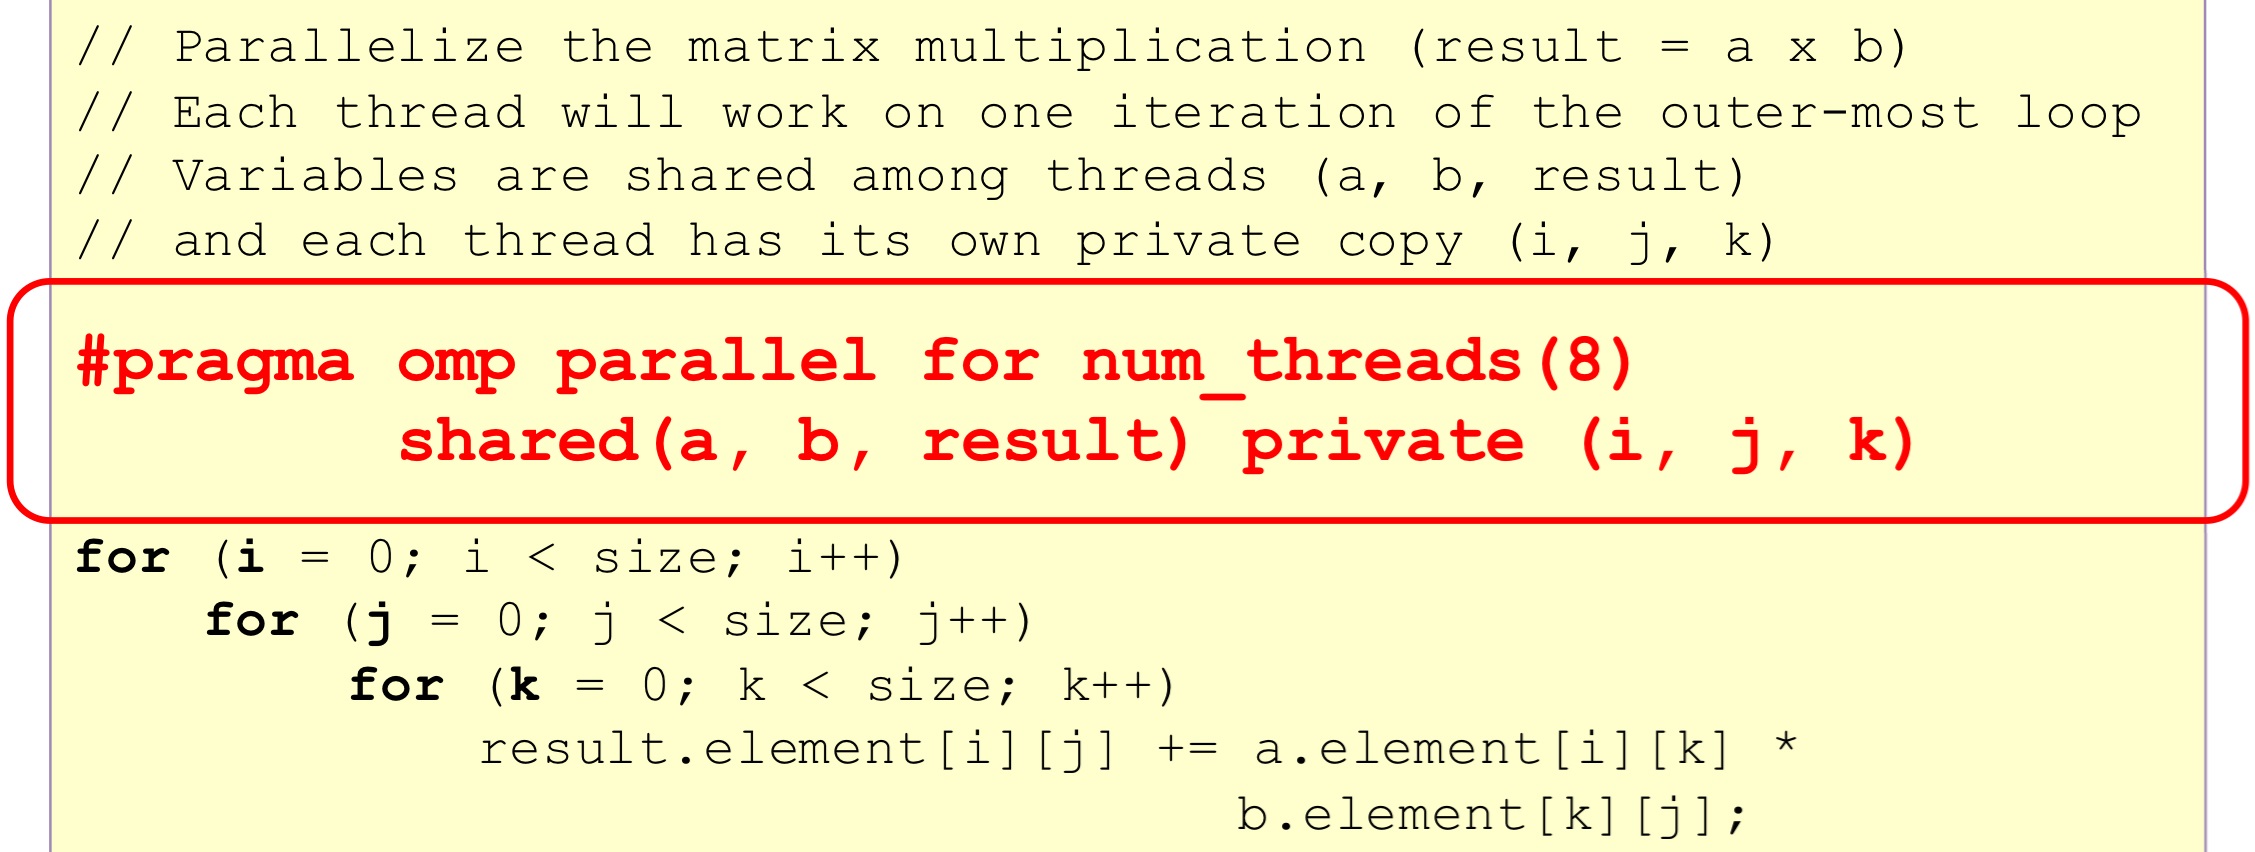 // Parallelize the matrix multiplication (result = a x b)
// Each thread will work on one iteration of the outer-most loop
// Variables are shared among threads (a, b, result)
// and each thread has its own private copy (i, j, k)
#pragma omp parallel for num_threads(8)
shared(a, b, result) private (i, j, k)
for (i = 0; i < size; i++)
for (j = 0; j < size; j++)
for (k = 0; k < size; k++)
result.element[i][j] += a.element[i][k] *
b.element[k][j];